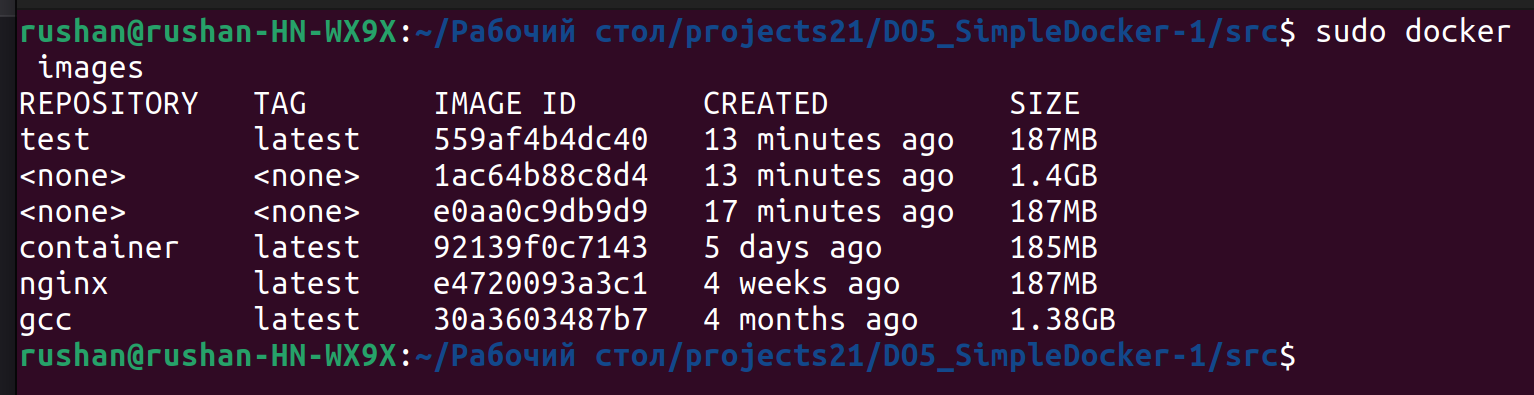 rushan@rushan-HN-WX9X:~/Рабочий стол/projects21/DO5_SimpleDocker-1/src$ sudo docker
 images
REPOSITORY   TAG       IMAGE ID       CREATED          SIZE
test         latest    559af4b4dc40   13 minutes ago   187MB
<none>       <none>    1ac64b88c8d4   13 minutes ago   1.4GB
<none>       <none>    e0aa0c9db9d9   17 minutes ago   187MB
container    latest    92139f0c7143   5 days ago       185MB
nginx        latest    e4720093a3c1   4 weeks ago      187MB
gcc          latest    30a3603487b7   4 months ago     1.38GB
rushan@rushan-HN-WX9X:~/Рабочий стол/projects21/DO5_SimpleDocker-1/src$